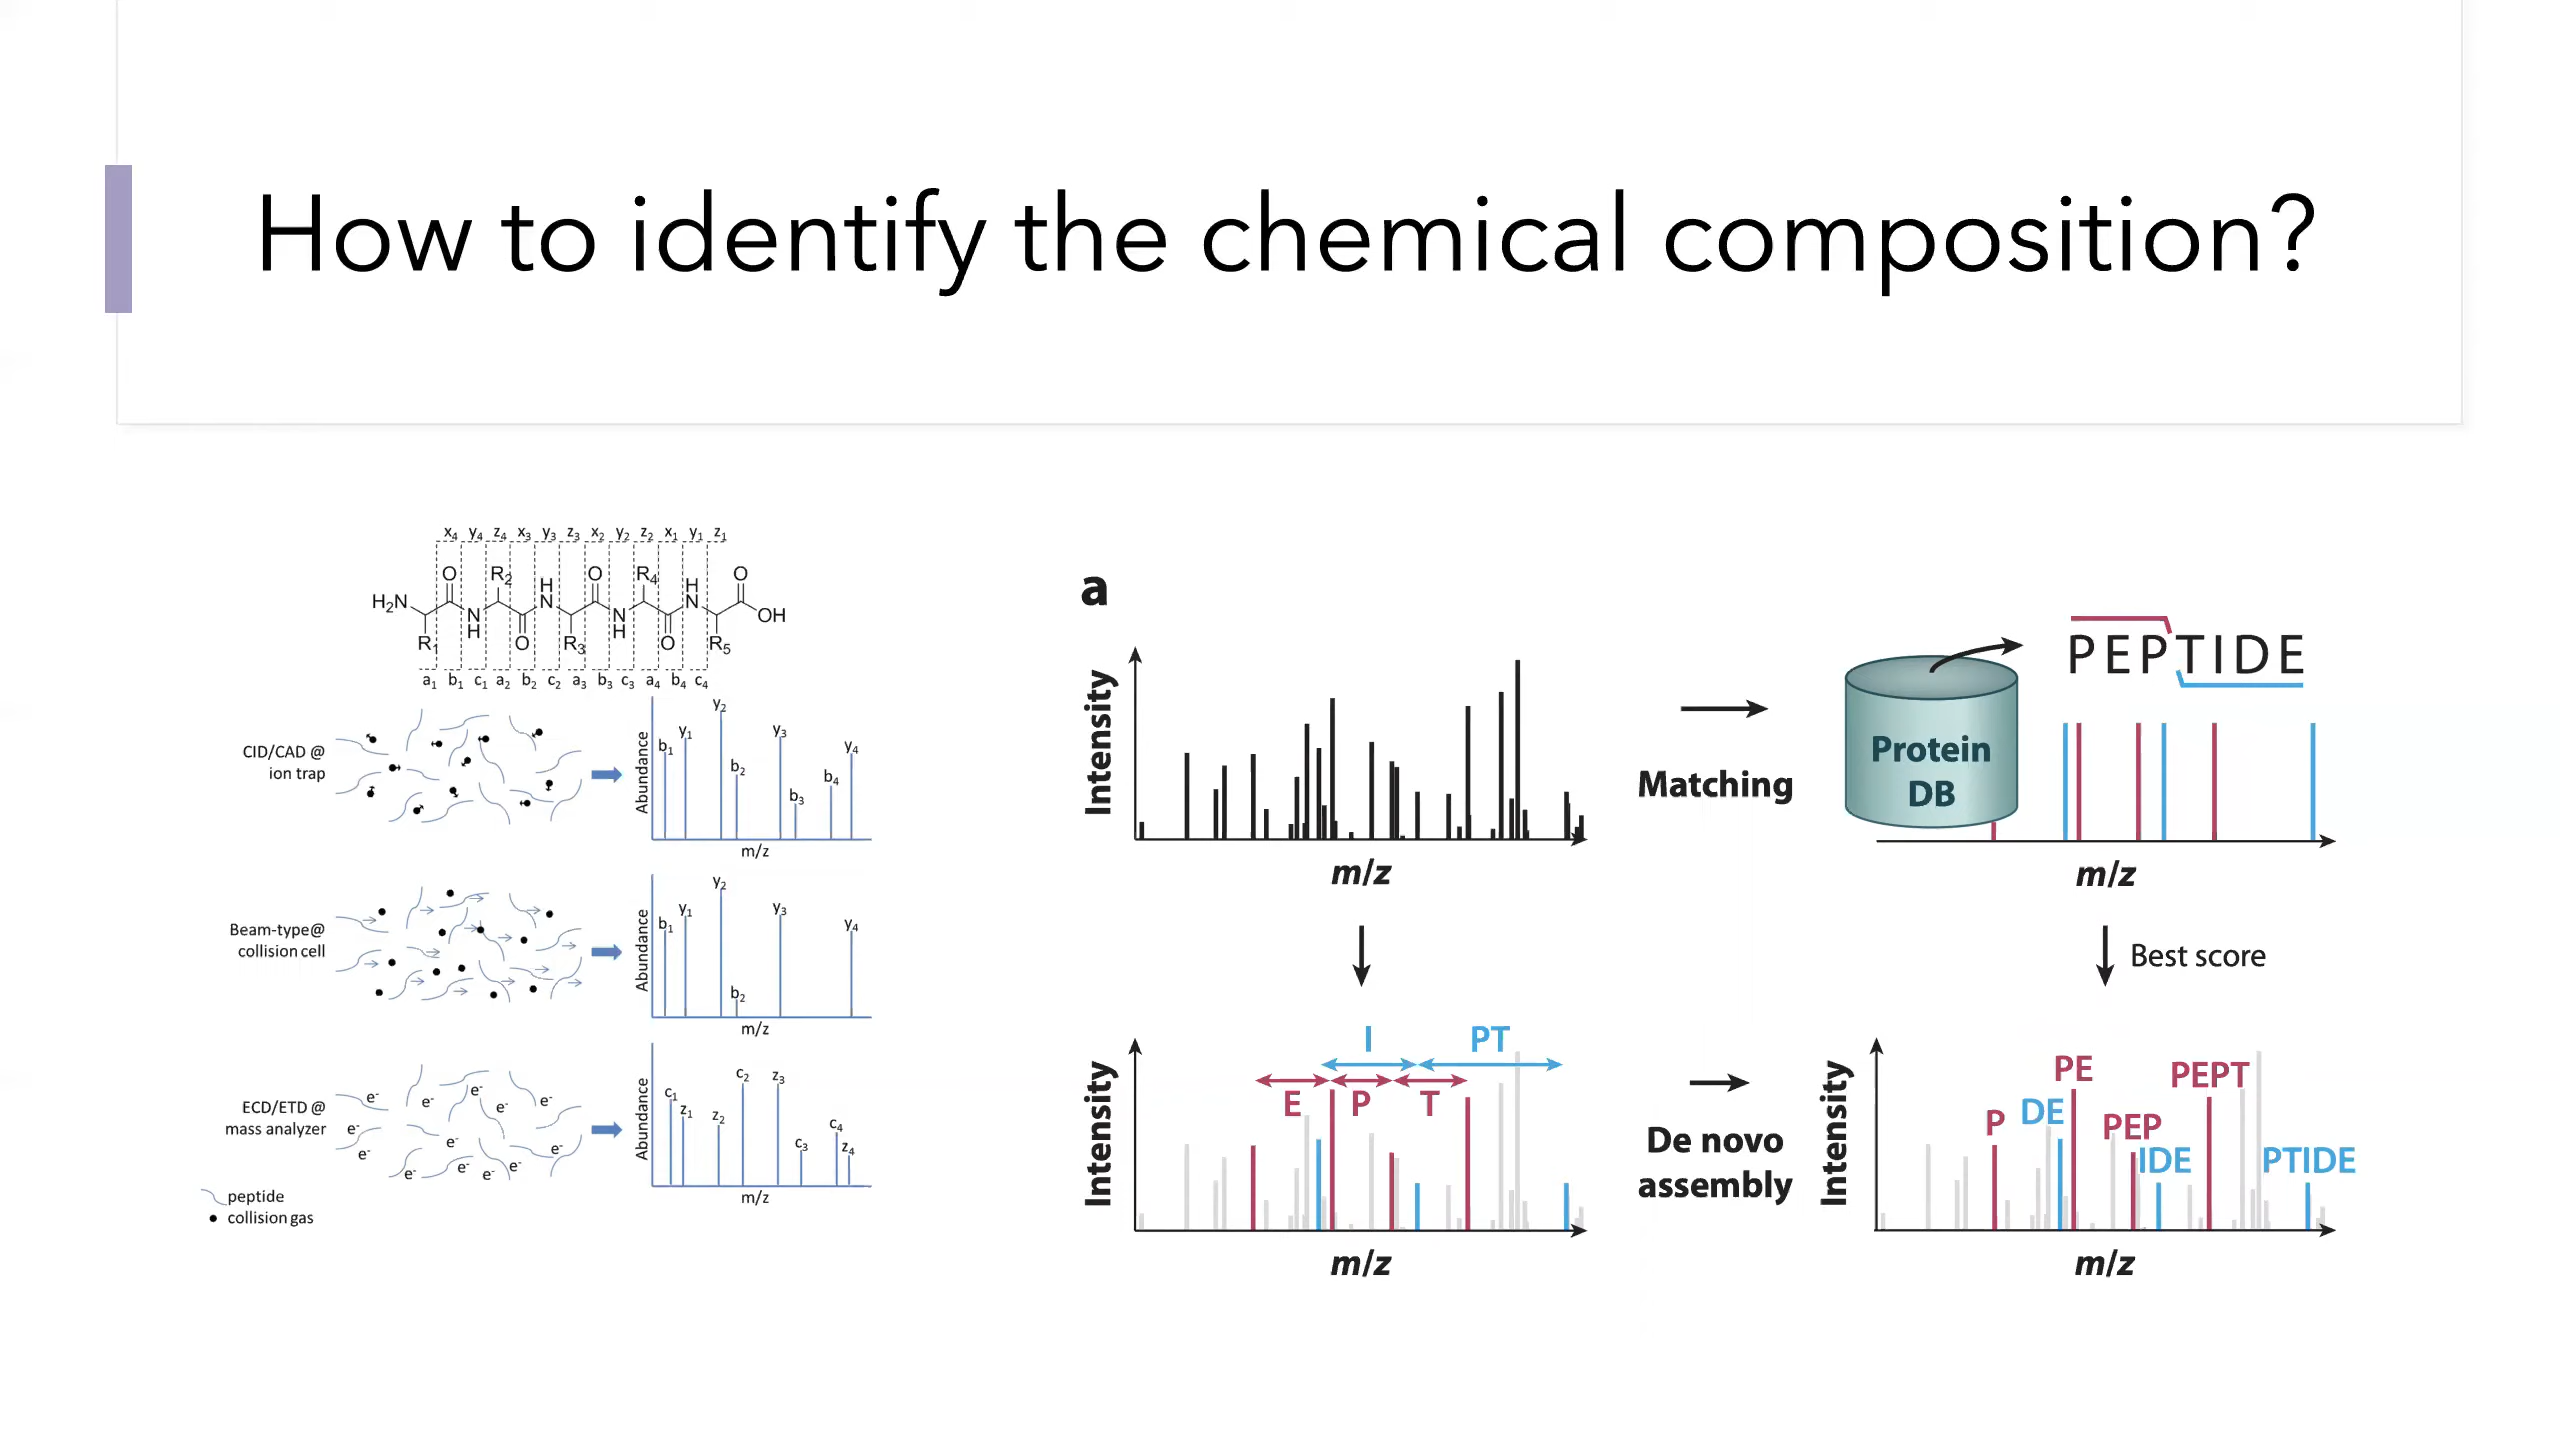 How to identify the chemical composition?
x4 y4 z4 x3 y3 z3 x2 y2 z2 x1 y1 z1
O R2 H O R4 H O
H2N N N
N N OH
H O H O
R1 R3 R5
a1 b1 c1 a2 b2 c2 a3 b3 c3 a4 b4 c4
CID/CAD @
ion trap
Abundance
b1 y1 y2 b2 y3 b3 b4 y4
m/z
Beam-type@
collision cell
Abundance
b1 y1 y2 b2 y3 y4
m/z
ECD/ETD @
mass analyzer
e- e- e- e- e-
e- e- e-
e- e- e- e- e-
Abundance
c1 z1 z2 c2 z3 c3 c4 z4
m/z
peptide
collision gas
a
Intensity
m/z
Matching
Protein
DB
PEPTIDE
m/z
Best score
I PT
E P T
Intensity
m/z
De novo
assembly
Intensity
PE PEPT
P DE PEP
IDE PTIDE
m/z